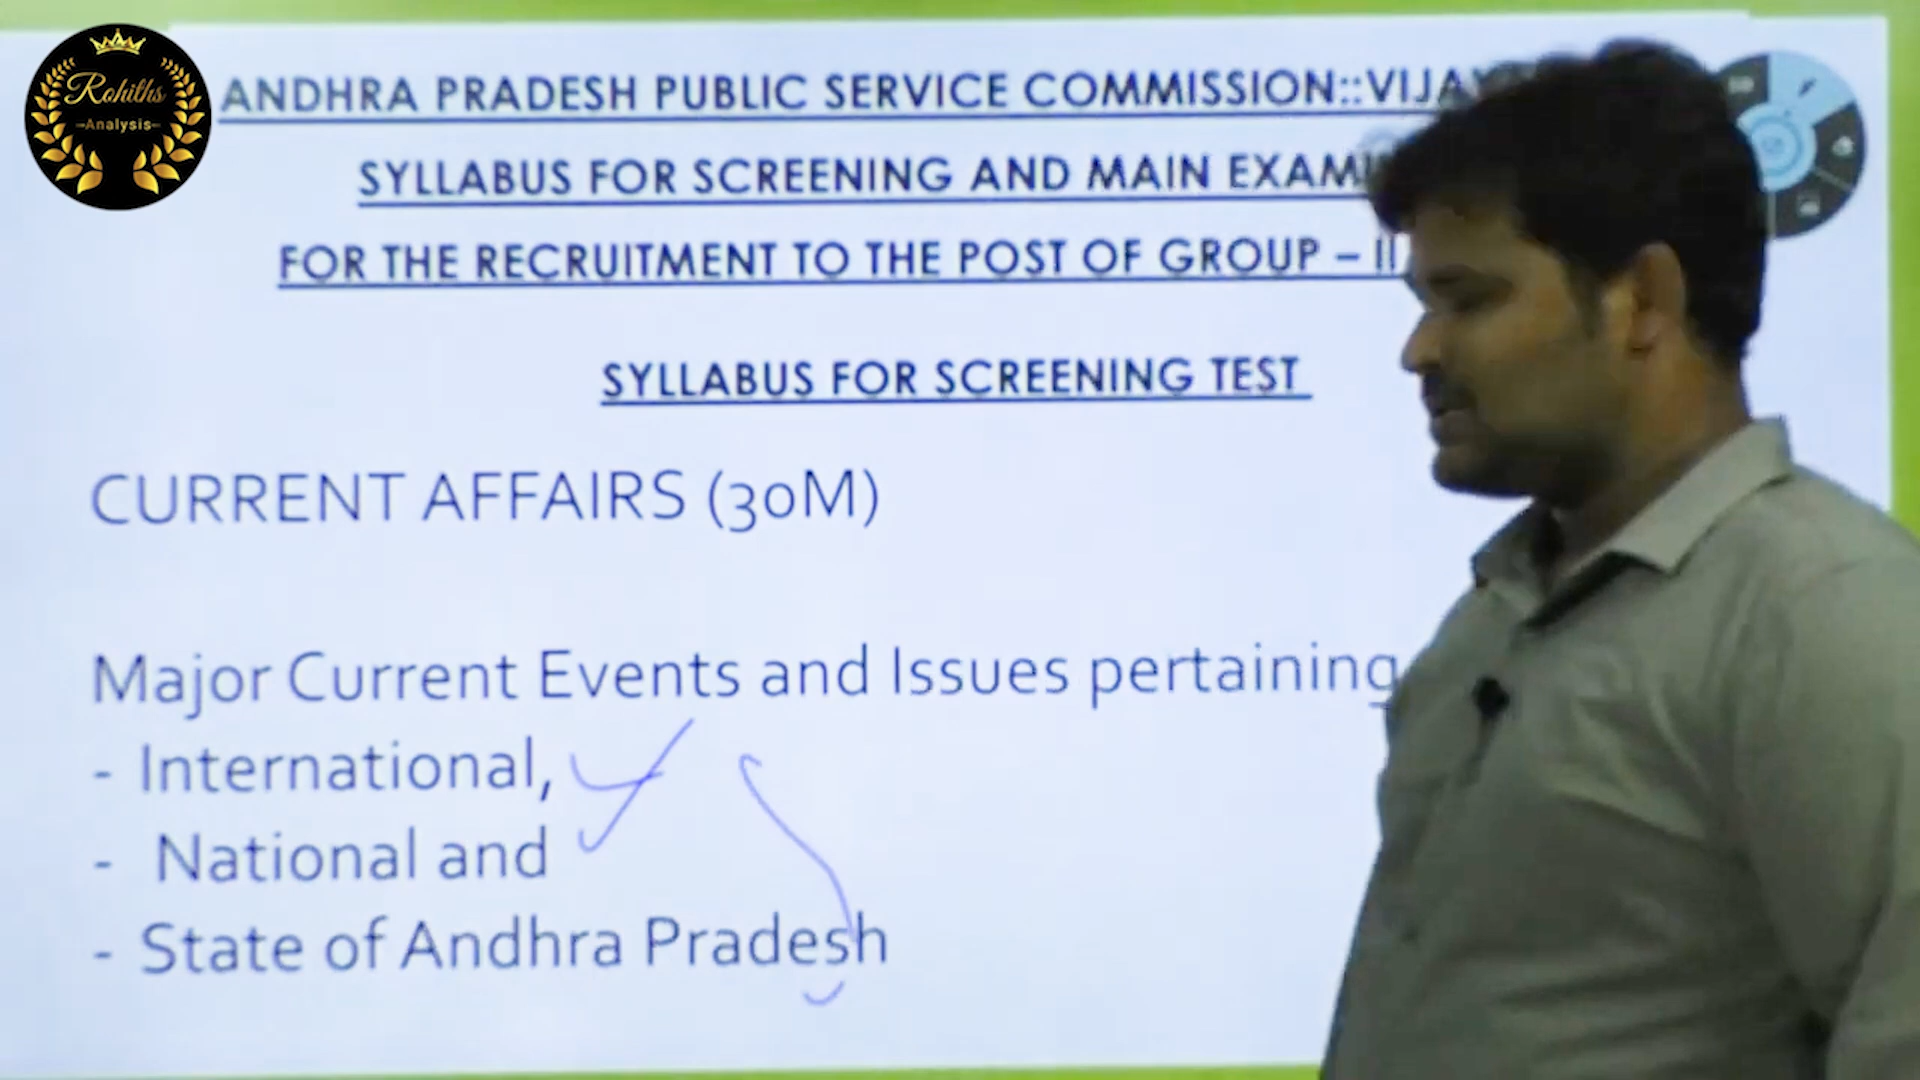 Rohiths
-Analysis-
ANDHRA PRADESH PUBLIC SERVICE COMMISSION::
SYLLABUS FOR SCREENING AND MAIN
FOR THE RECRUITMENT TO THE POST OF GROUP – II
SYLLABUS FOR SCREENING TEST
CURRENT AFFAIRS (30M)
Major Current Events and Issues pertaining
- International,
- National and
- State of Andhra Pradesh